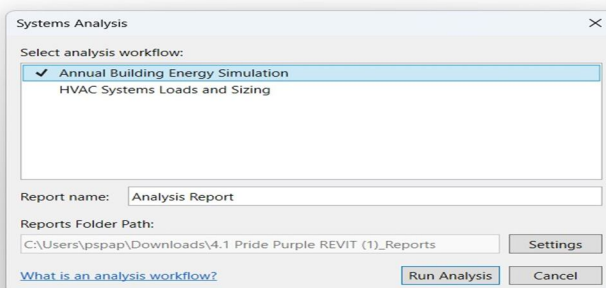 Systems Analysis
Select analysis workflow:
Annual Building Energy Simulation
HVAC Systems Loads and Sizing
Report name: Analysis Report
Reports Folder Path:
C:\Users\pspap\Downloads\4.1 Pride Purple REVIT (1)_Reports Settings
What is an analysis workflow? Run Analysis Cancel